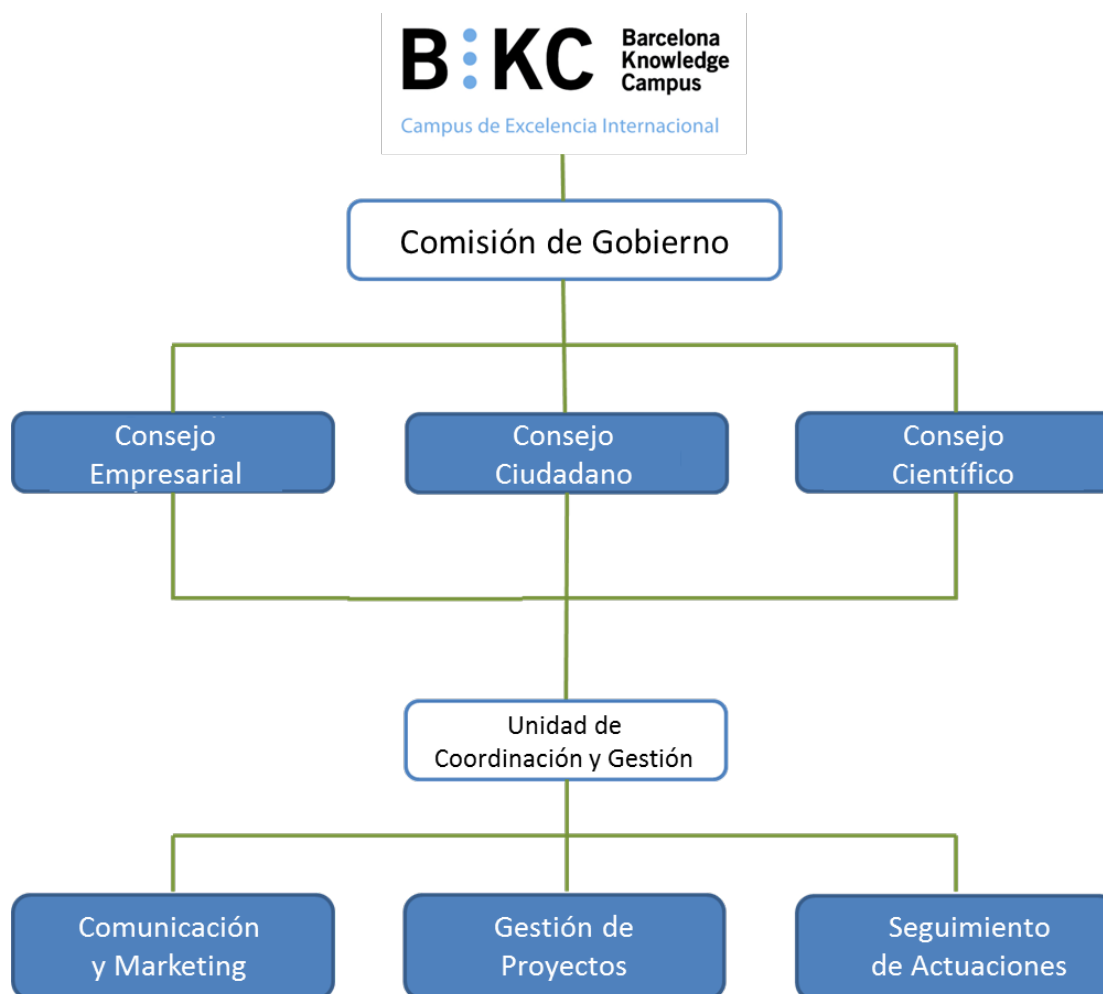 B KC
Barcelona
Knowledge
Campus
Campus de Excelencia Internacional
Comisión de Gobierno
Consejo
Empresarial
Consejo
Ciudadano
Consejo
Científico
Unidad de
Coordinación y Gestión
Comunicación
y Marketing
Gestión de
Proyectos
Seguimiento
de Actuaciones